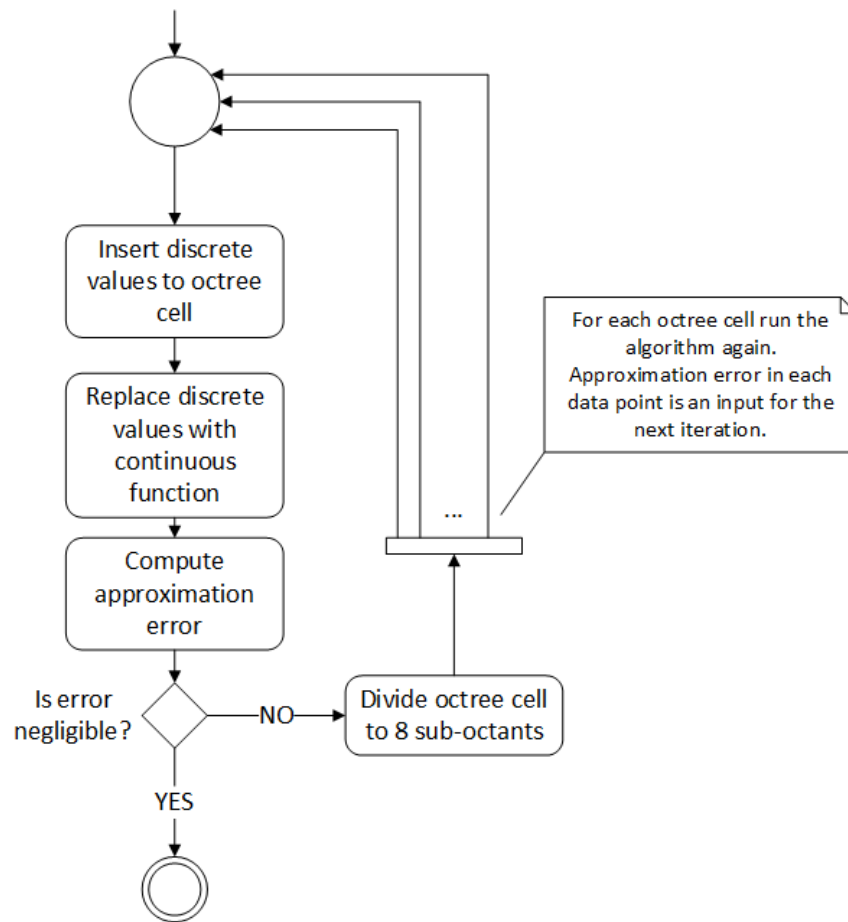 Insert discrete
values to octree
cell
Replace discrete
values with
continuous
function
Compute
approximation
error
Is error
negligible?
NO
Divide octree cell
to 8 sub-octants
YES
...
For each octree cell run the
algorithm again.
Approximation error in each
data point is an input for the
next iteration.